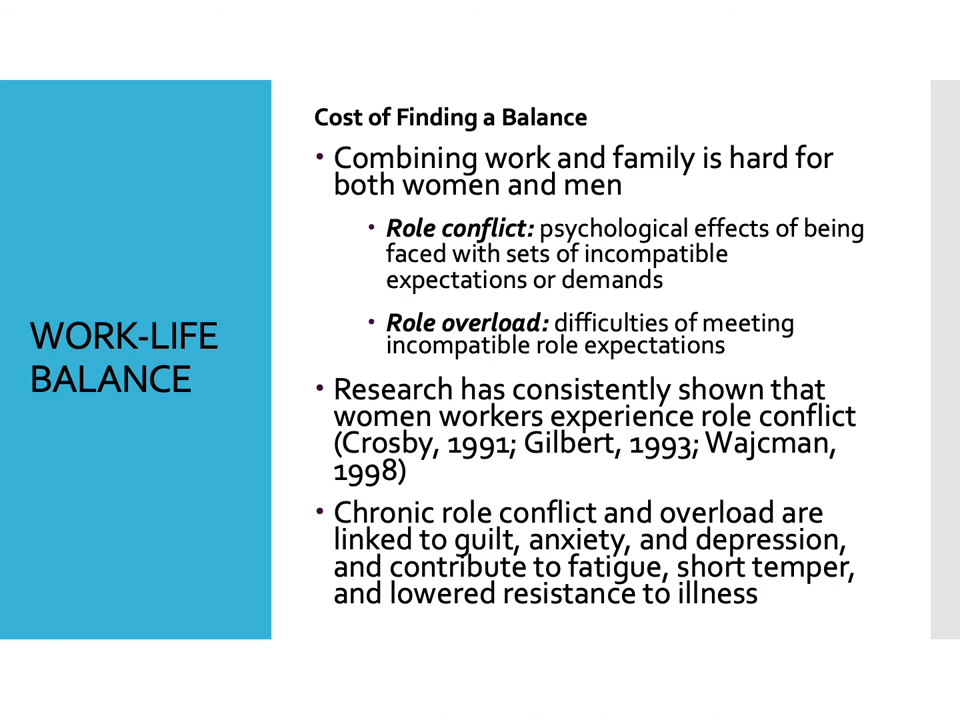 WORK-LIFE
BALANCE
Cost of Finding a Balance
• Combining work and family is hard for
both women and men
• Role conflict: psychological effects of being
faced with sets of incompatible
expectations or demands
• Role overload: difficulties of meeting
incompatible role expectations
• Research has consistently shown that
women workers experience role conflict
(Crosby, 1991; Gilbert, 1993; Wajcman,
1998)
• Chronic role conflict and overload are
linked to guilt, anxiety, and depression,
and contribute to fatigue, short temper,
and lowered resistance to illness